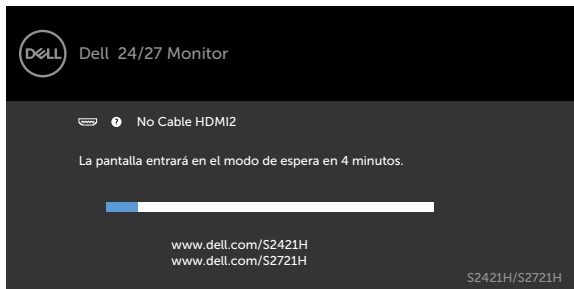 DELL
Dell 24/27 Monitor
? No Cable HDMI2
La pantalla entrará en el modo de espera en 4 minutos.
www.dell.com/S2421H
www.dell.com/S2721H
S2421H/S2721H